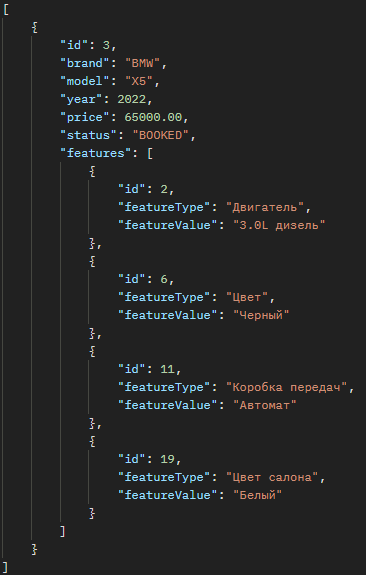 [
    {
        "id": 3,
        "brand": "BMW",
        "model": "X5",
        "year": 2022,
        "price": 65000.00,
        "status": "BOOKED",
        "features": [
            {
                "id": 2,
                "featureType": "Двигатель",
                "featureValue": "3.0L дизель"
            },
            {
                "id": 6,
                "featureType": "Цвет",
                "featureValue": "Черный"
            },
            {
                "id": 11,
                "featureType": "Коробка передач",
                "featureValue": "Автомат"
            },
            {
                "id": 19,
                "featureType": "Цвет салона",
                "featureValue": "Белый"
            }
        ]
    }
]